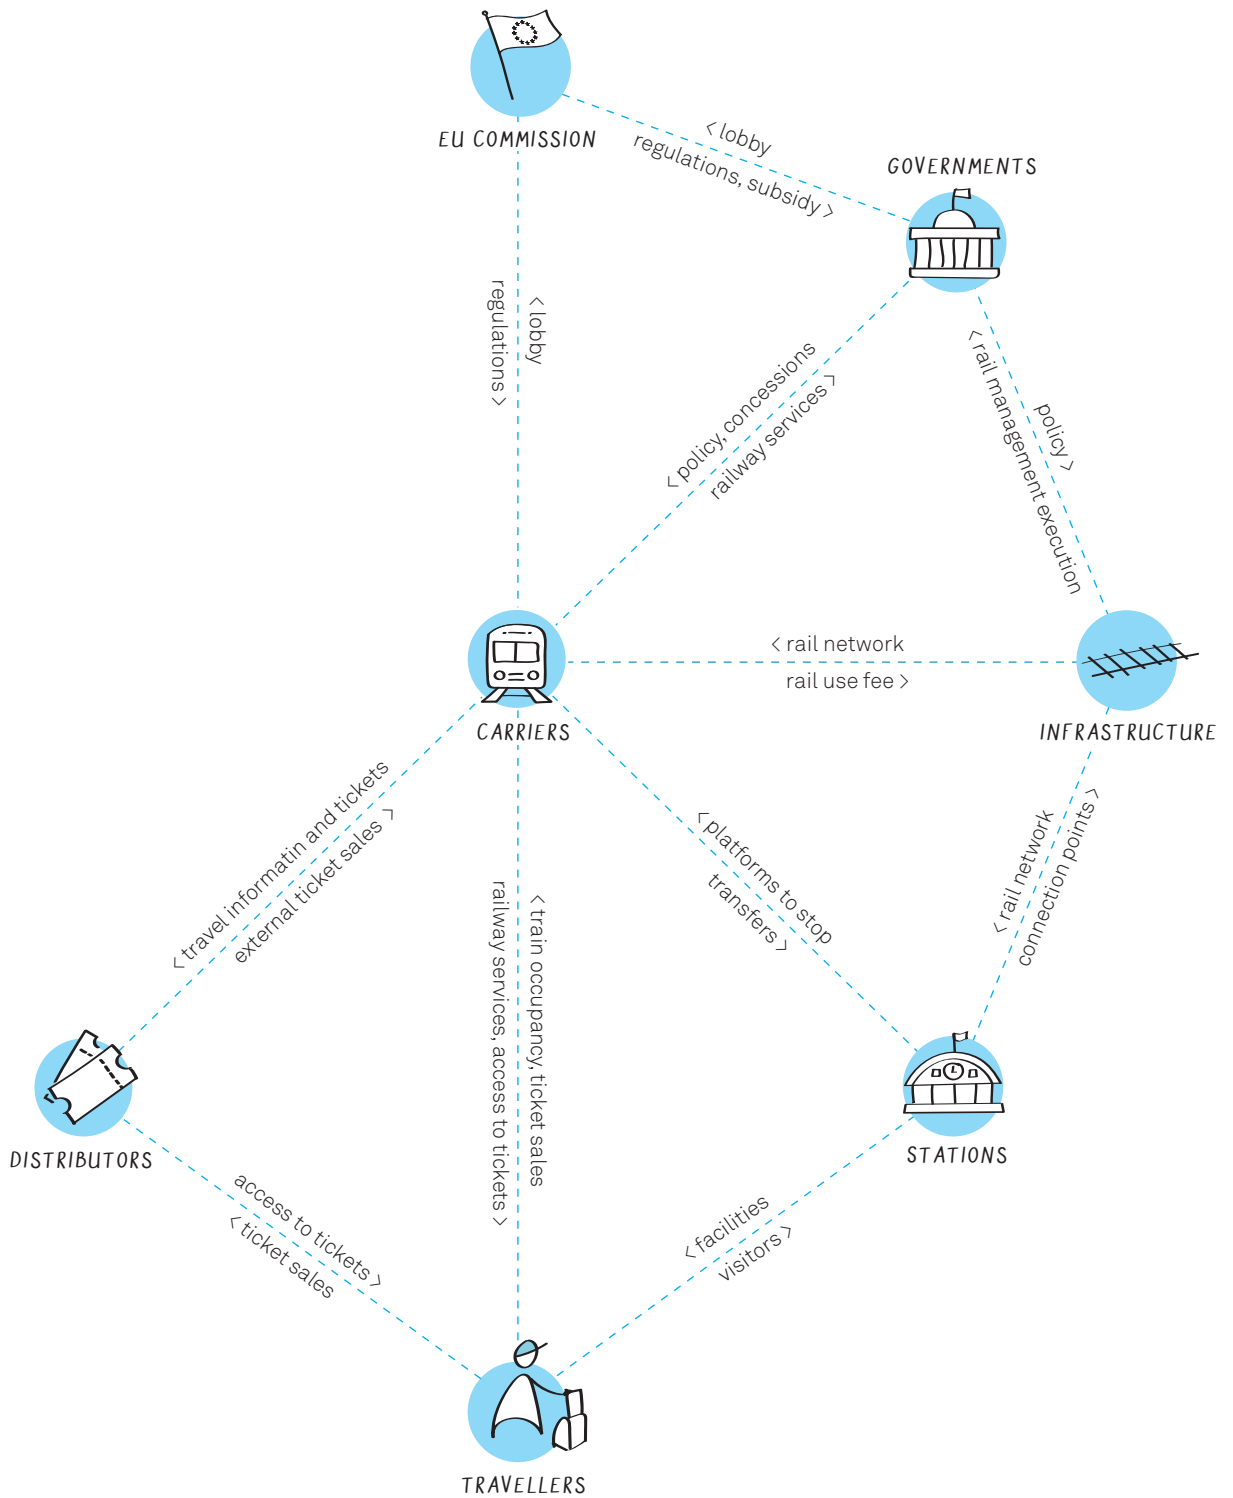 EU COMMISSION
< lobby
regulations, subsidy >
GOVERNMENTS
regulations >
< lobby
< policy, concessions
railway services >
policy >
< rail management execution
< rail network
rail use fee >
CARRIERS
INFRASTRUCTURE
< travel informatin and tickets
external ticket sales >
railway services, access to tickets >
< train occupancy, ticket sales
< platforms to stop
transfers >
< rail network
connection points >
DISTRIBUTORS
STATIONS
access to tickets >
< ticket sales
< facilities
visitors >
TRAVELLERS